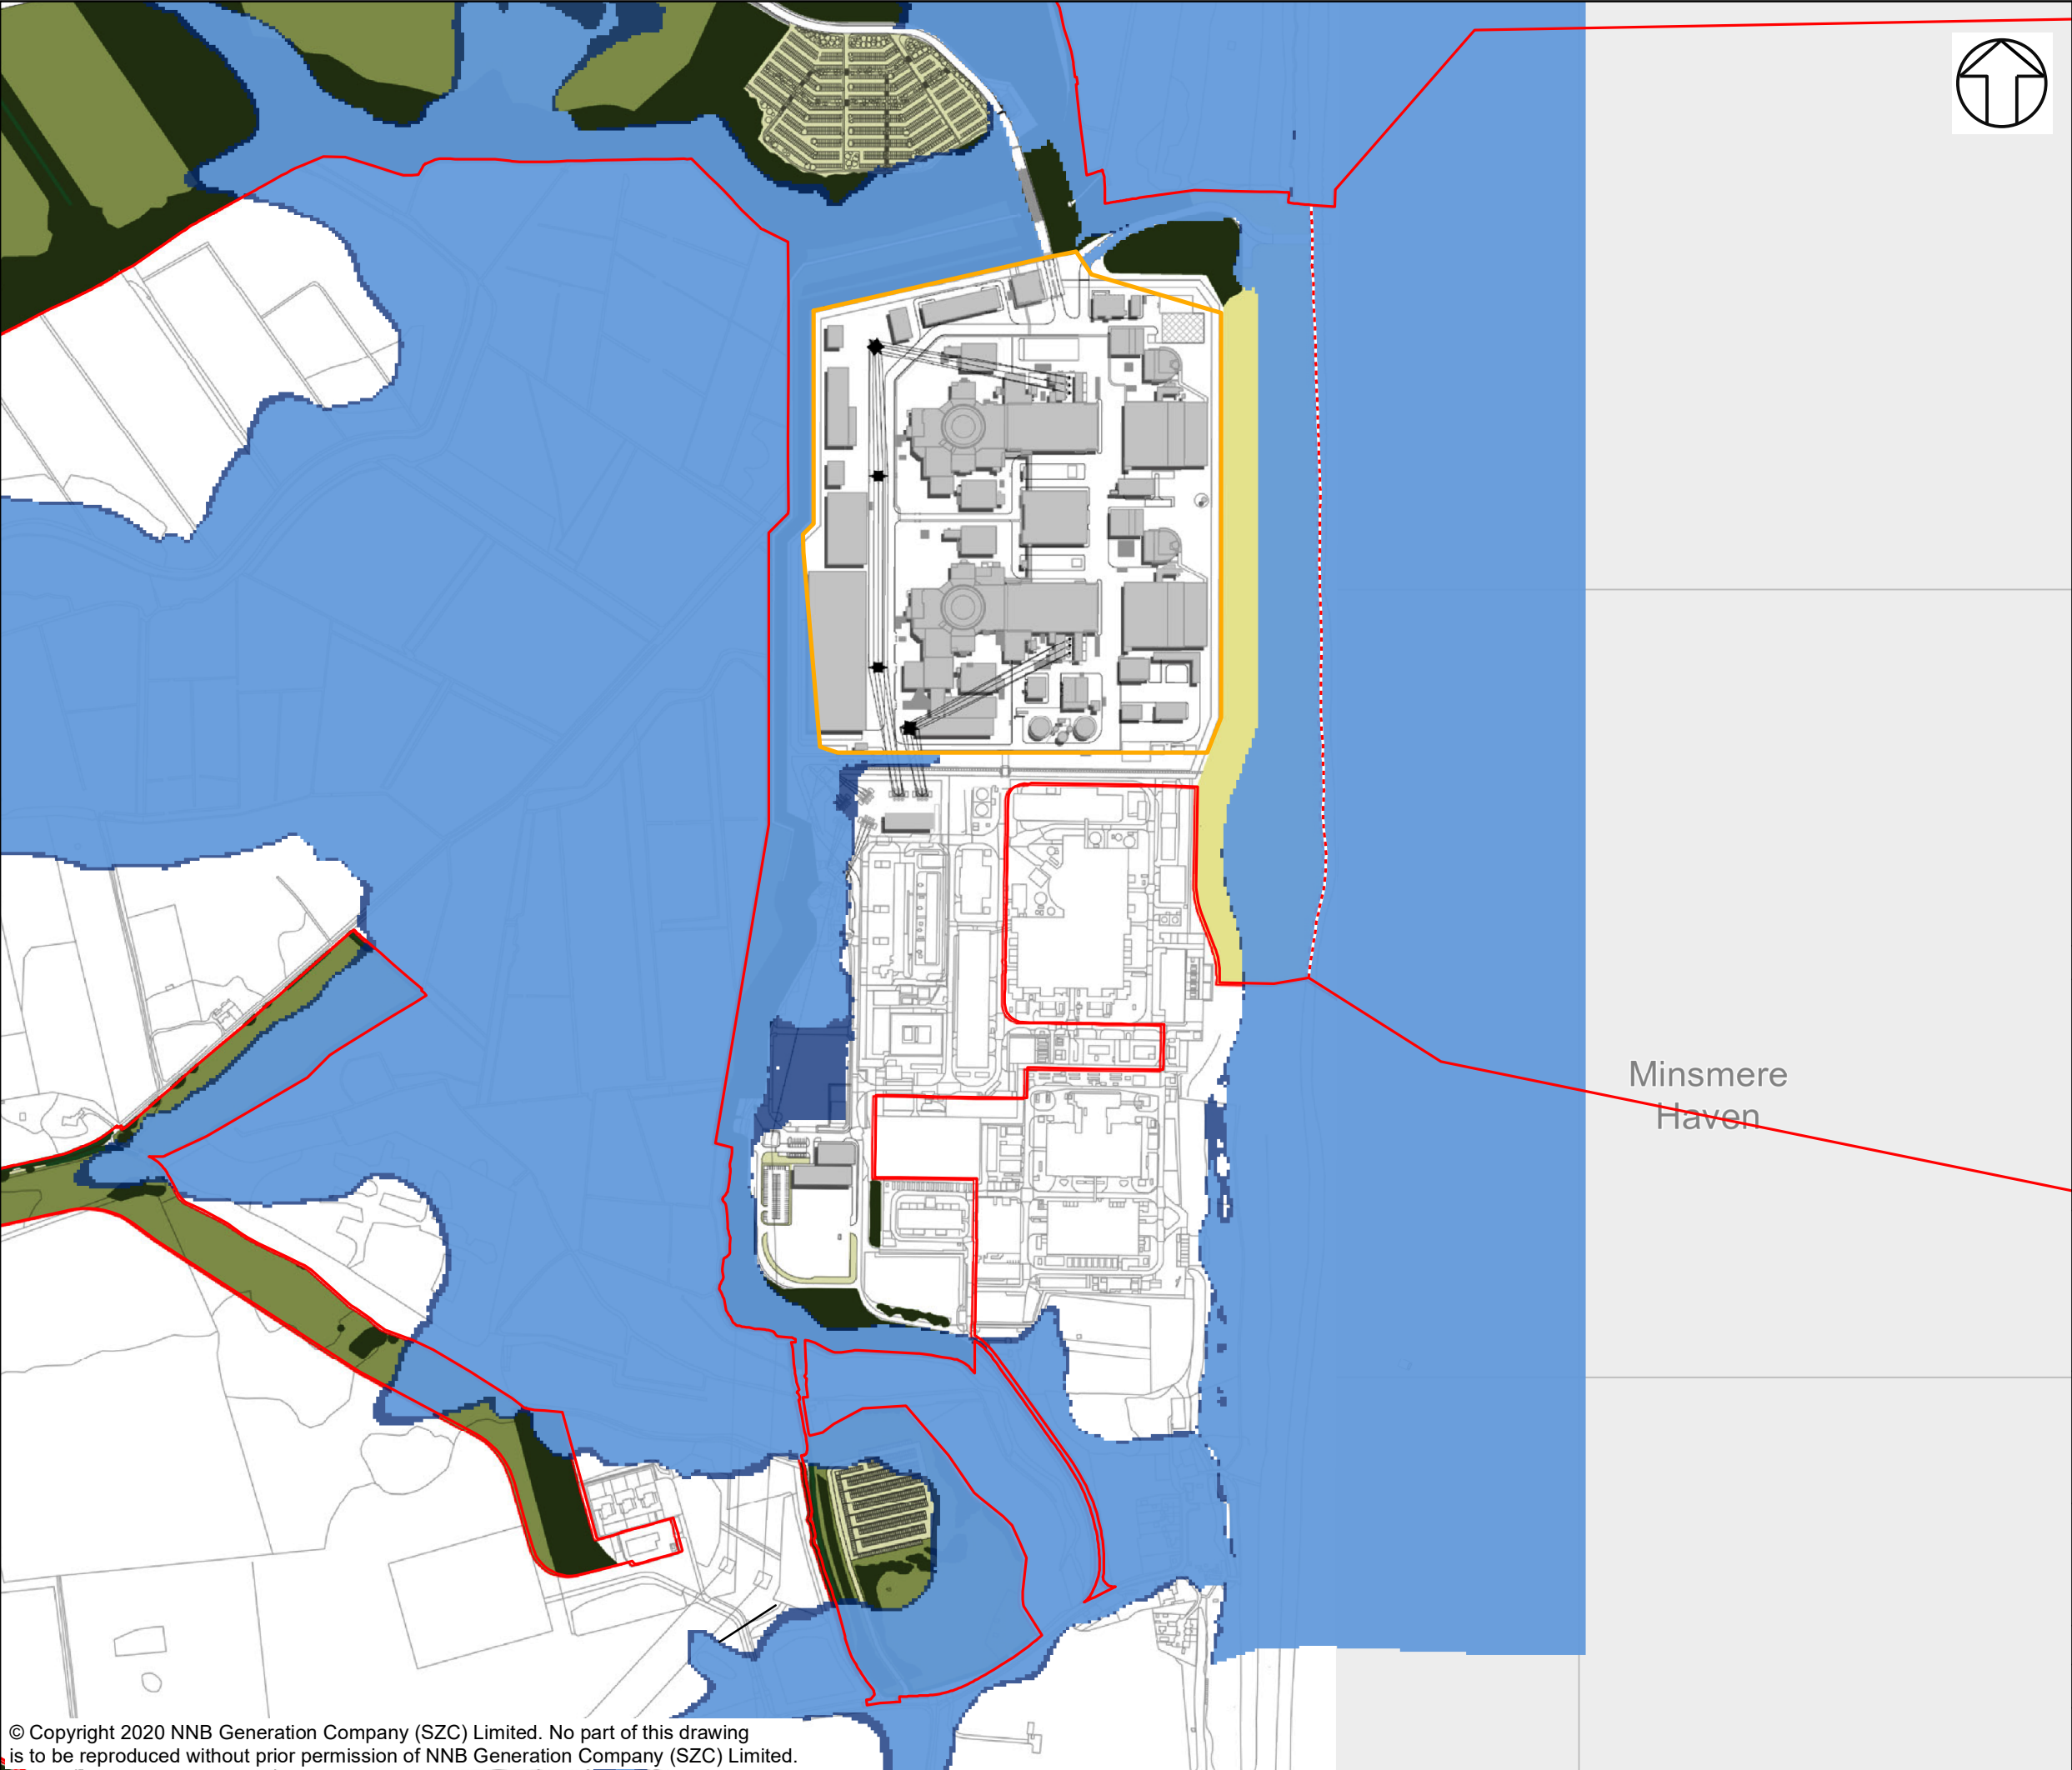 Minsmere
Haven
© Copyright 2020 NNB Generation Company (SZC) Limited. No part of this drawing
is to be reproduced without prior permission of NNB Generation Company (SZC) Limited.